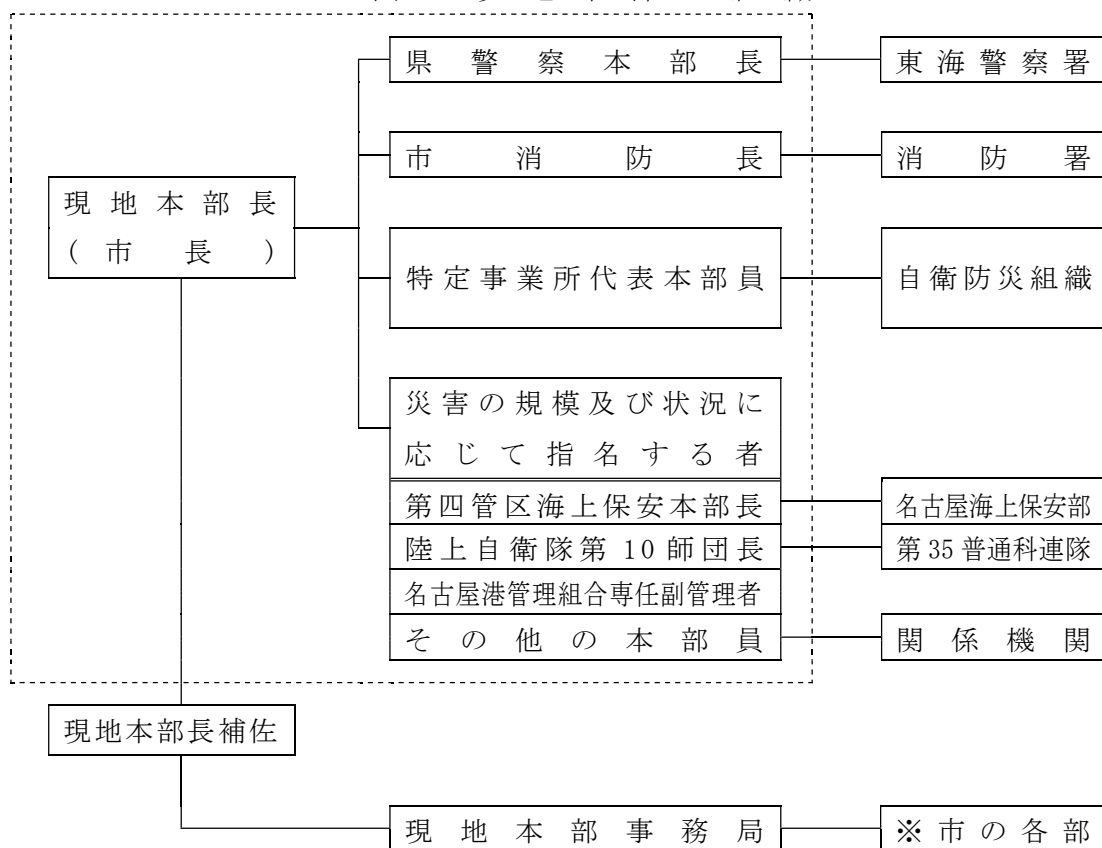 県警察本部長
東海警察署
市消防長
消防署
現地本部長
(市長)
特定事業所代表本部員
自衛防災組織
災害の規模及び状況に
応じて指名する者
第四管区海上保安本部長
名古屋海上保安部
陸上自衛隊第10師団長
第35普通科連隊
名古屋港管理組合専任副管理者
その他の本部員
関係機関
現地本部長補佐
現地本部事務局
※市の各部